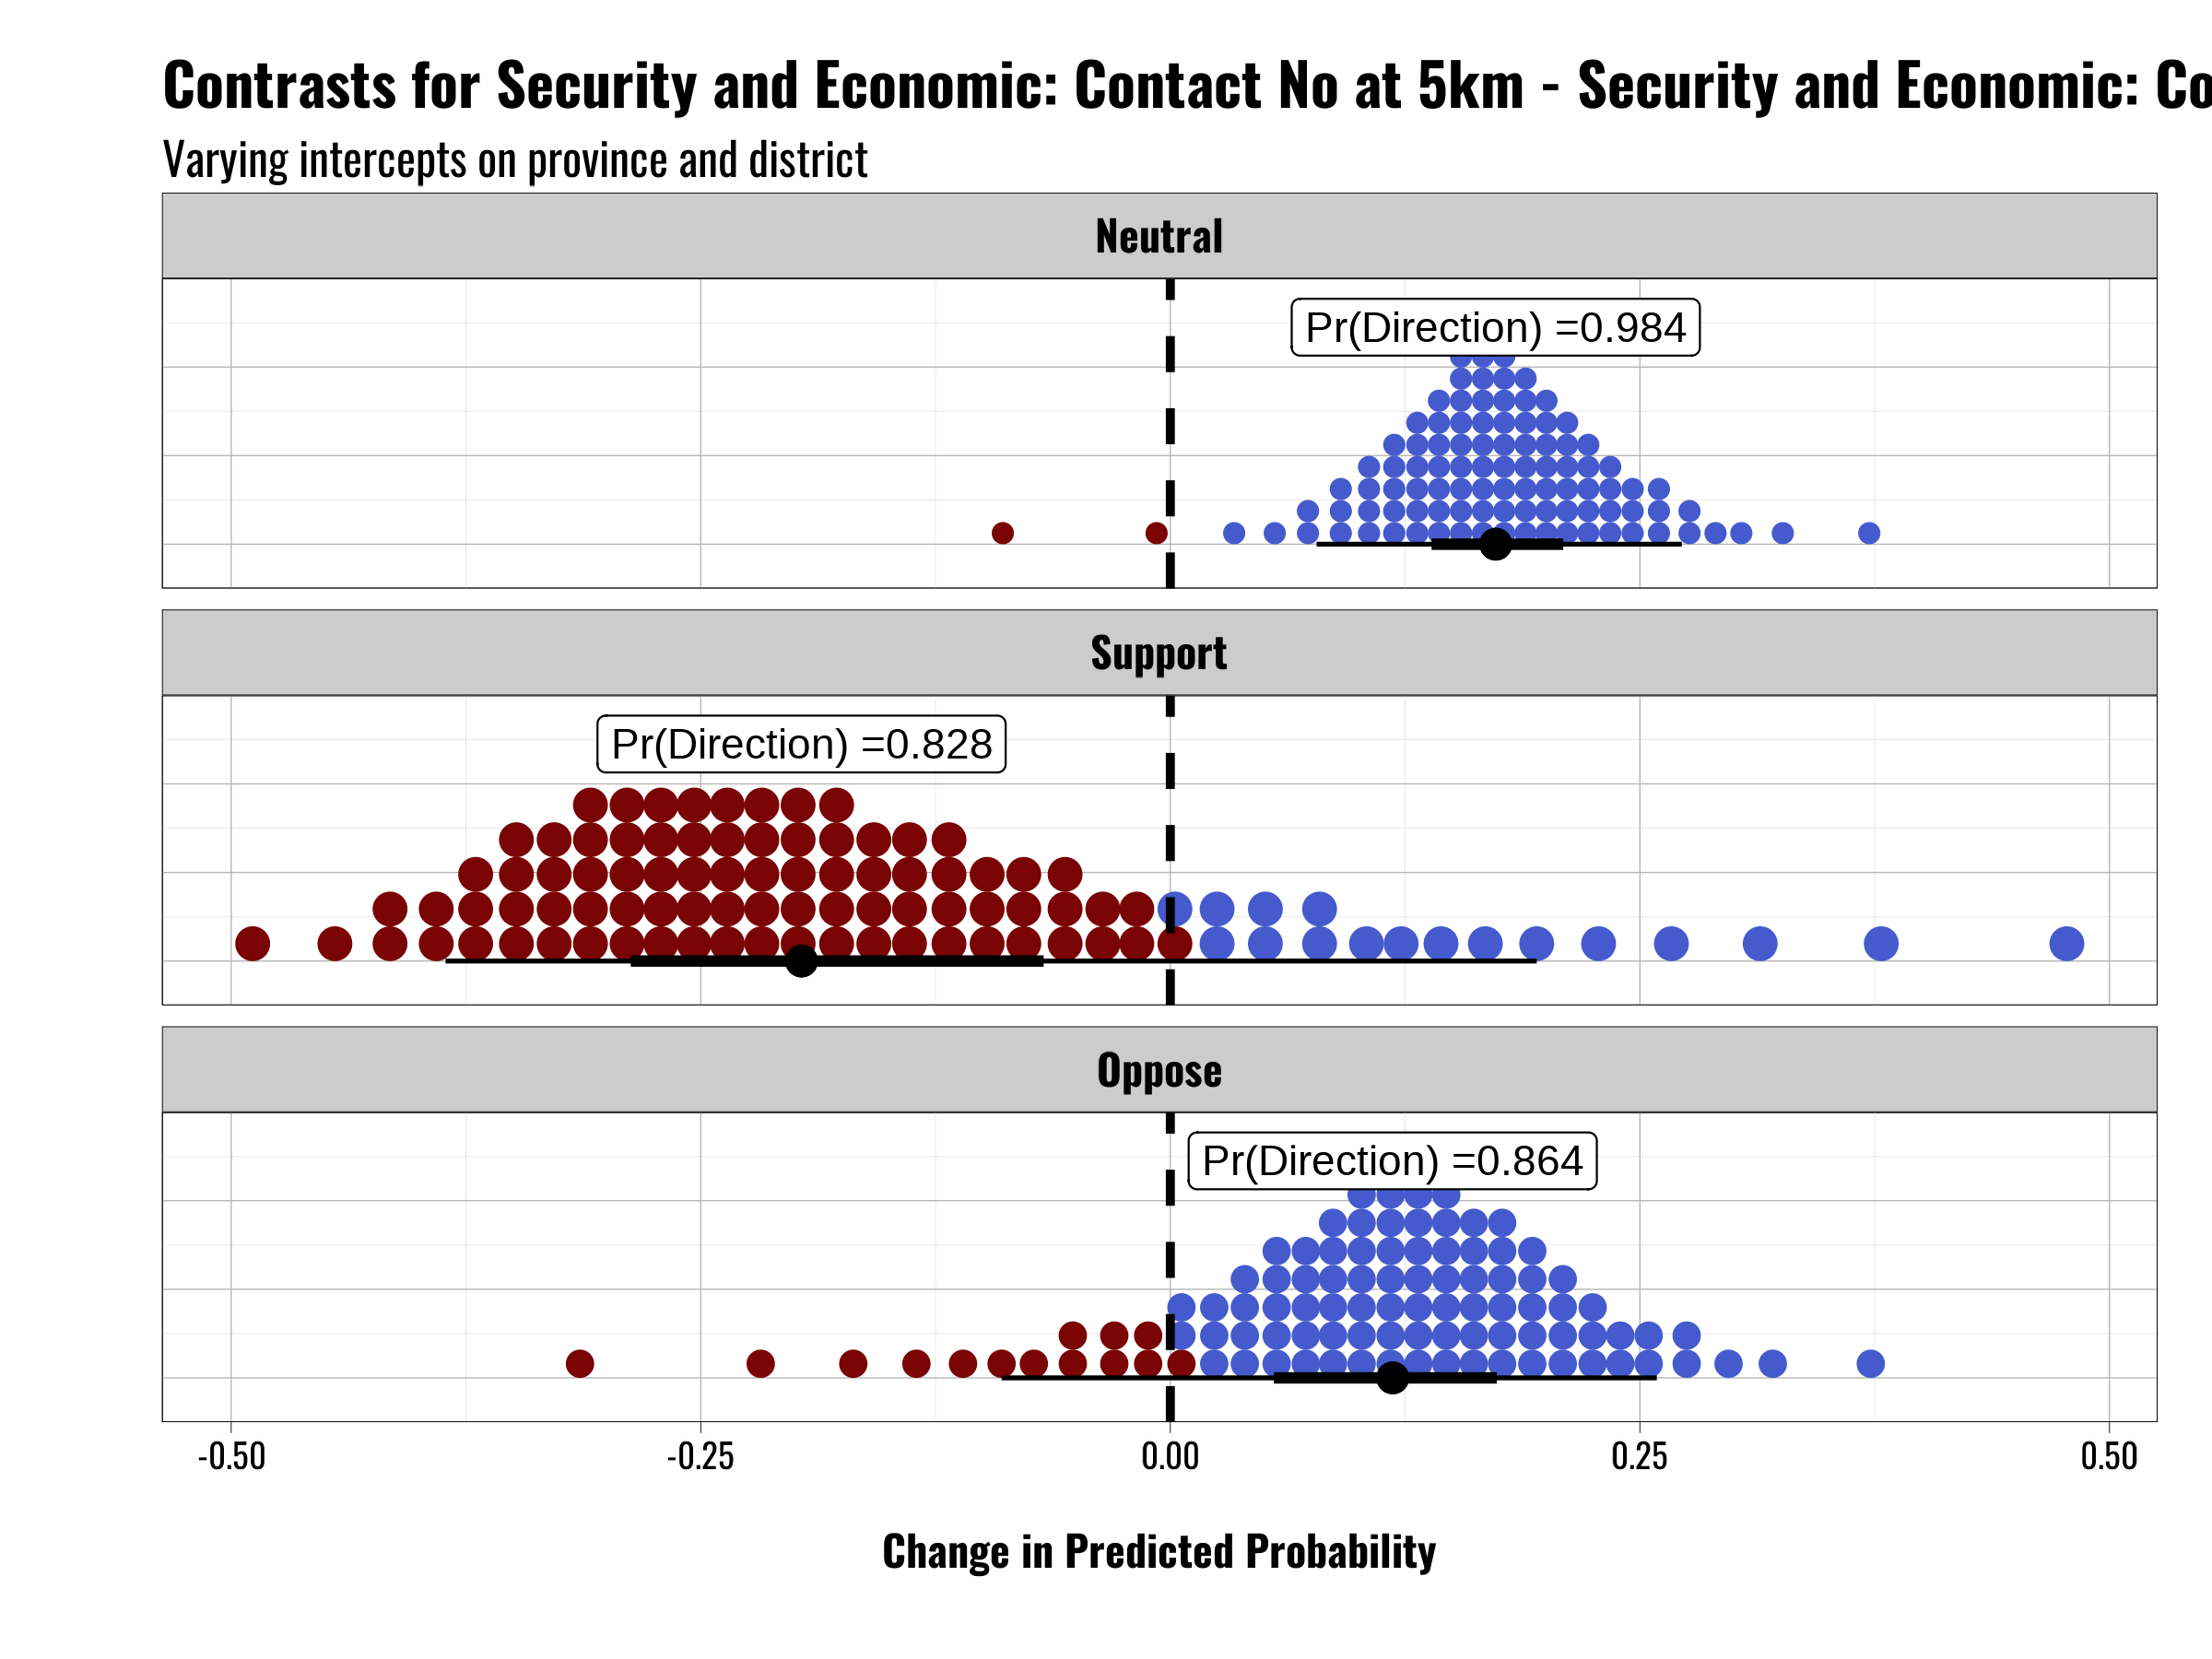 Contrasts for Security and Economic: Contact No at 5km - Security and Economic: Co
Varying intercepts on province and district
Neutral
Pr(Direction) =0.984
Support
Pr(Direction) =0.828
Oppose
Pr(Direction) =0.864
-0.50 -0.25 0.00 0.25 0.50
Change in Predicted Probability